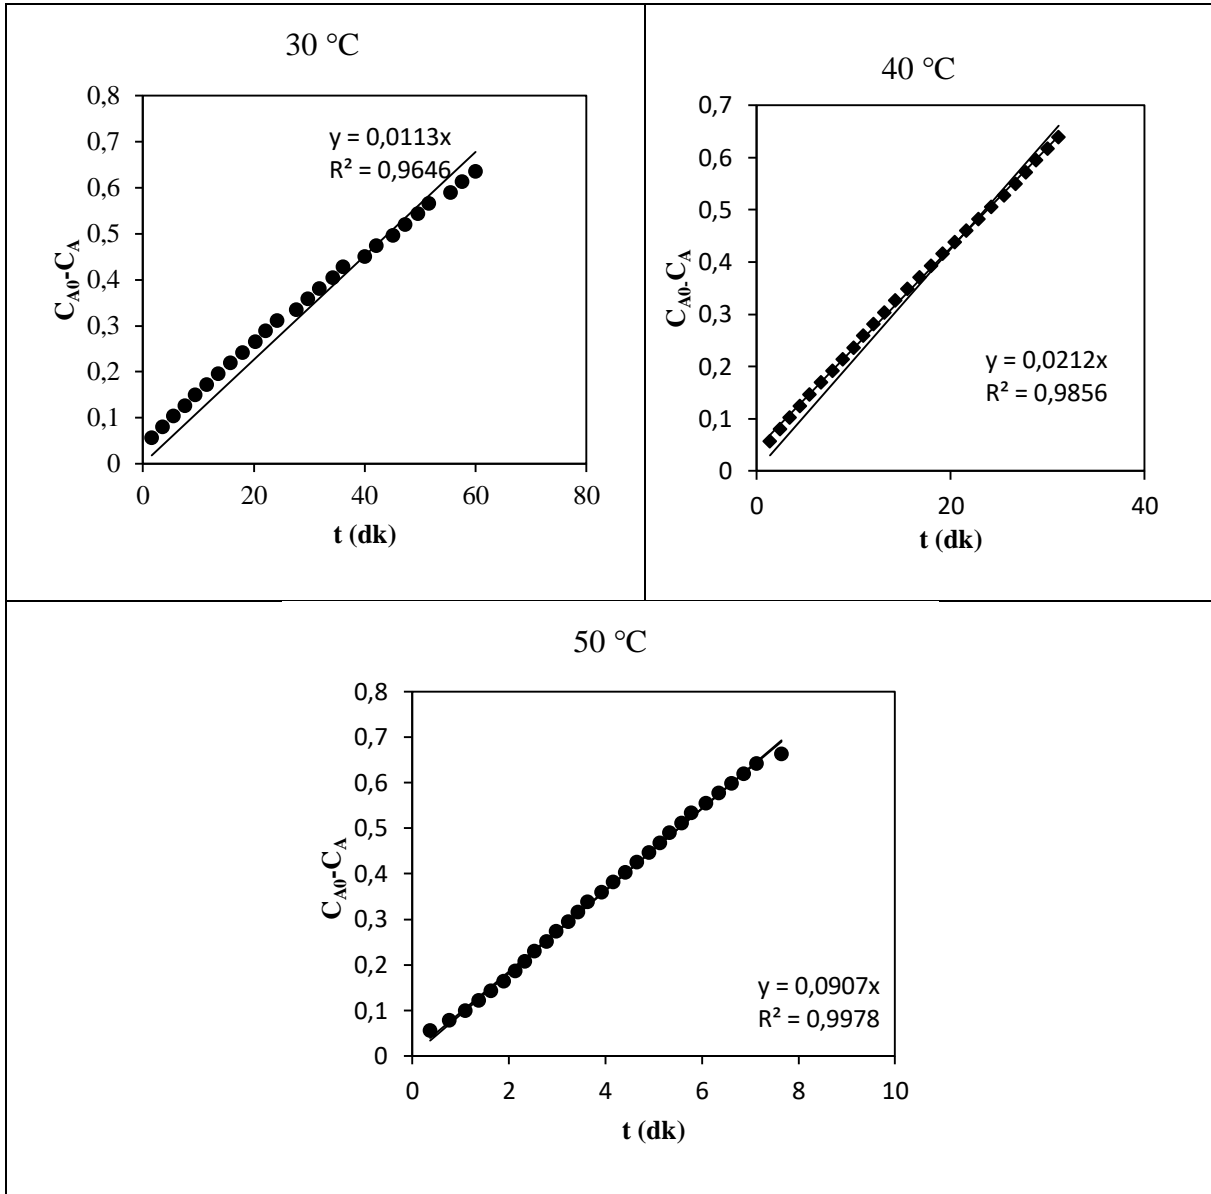 30 °C
0,8
0,7
0,6
0,5
0,4
0,3
0,2
0,1
0
y = 0,0113x
R² = 0,9646
C_A0-C_A
0 20 40 60 80
t (dk)
40 °C
0,7
0,6
0,5
0,4
0,3
0,2
0,1
0
y = 0,0212x
R² = 0,9856
C_A0-C_A
0 20 40
t (dk)
50 °C
0,8
0,7
0,6
0,5
0,4
0,3
0,2
0,1
0
y = 0,0907x
R² = 0,9978
C_A0-C_A
0 2 4 6 8 10
t (dk)